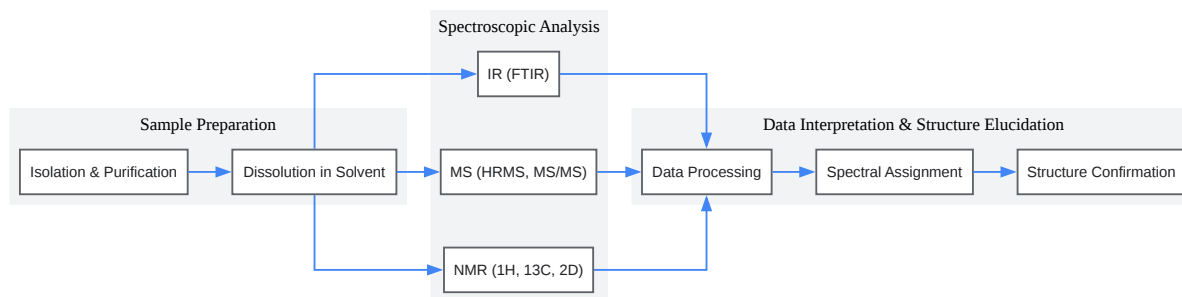 Spectroscopic Analysis
IR (FTIR)
Sample Preparation
Data Interpretation & Structure Elucidation
Isolation & Purification
Dissolution in Solvent
MS (HRMS, MS/MS)
Data Processing
Spectral Assignment
Structure Confirmation
NMR (1H, 13C, 2D)